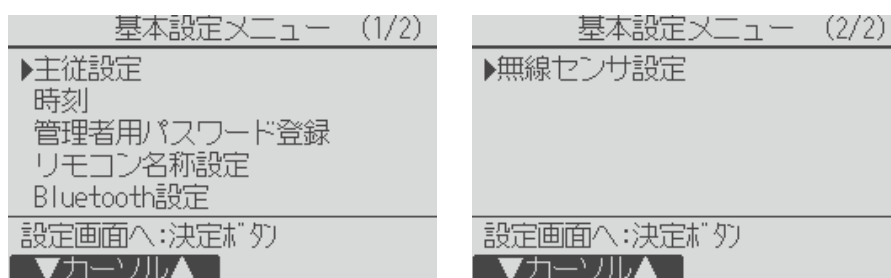 基本設定メニュー (1/2)
▶主従設定
時刻
管理者用パスワード登録
リモコン名称設定
Bluetooth設定
設定画面へ:決定ﾎﾞﾀﾝ
▼カーソル▲
基本設定メニュー (2/2)
▶無線センサ設定
設定画面へ:決定ﾎﾞﾀﾝ
▼カーソル▲